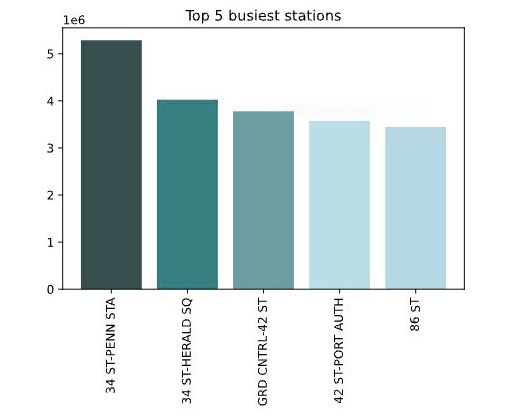 Top 5 busiest stations
1e6
5
4
3
2
1
0
34 ST-PENN STA
34 ST-HERALD SQ
GRD CNTRL-42 ST
42 ST-PORT AUTH
86 ST